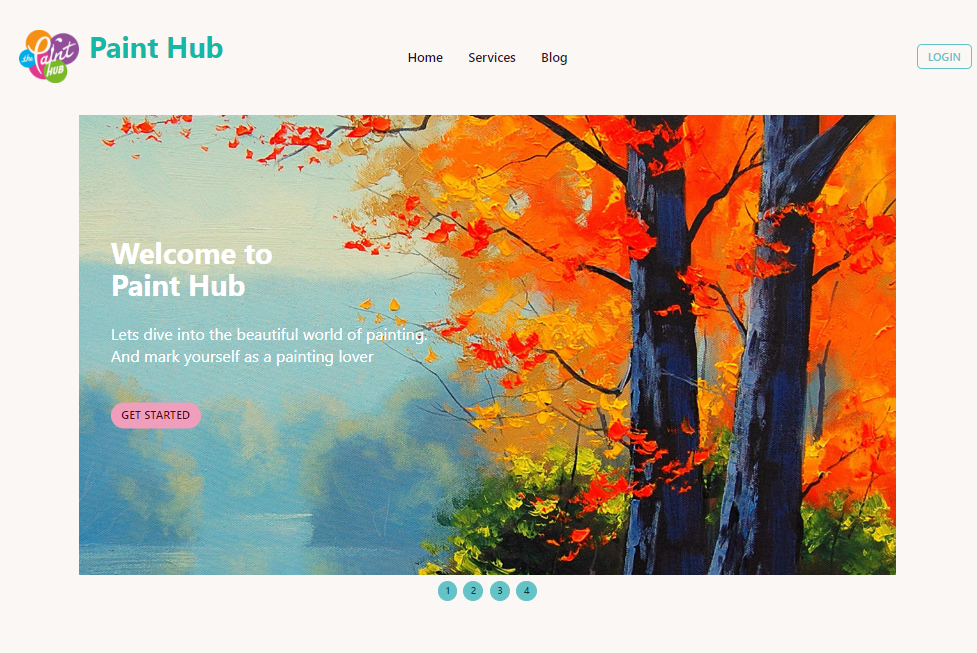 the Paint HUB
Paint Hub
Home Services Blog
LOGIN
Welcome to
Paint Hub
Lets dive into the beautiful world of painting.
And mark yourself as a painting lover
GET STARTED
1 2 3 4